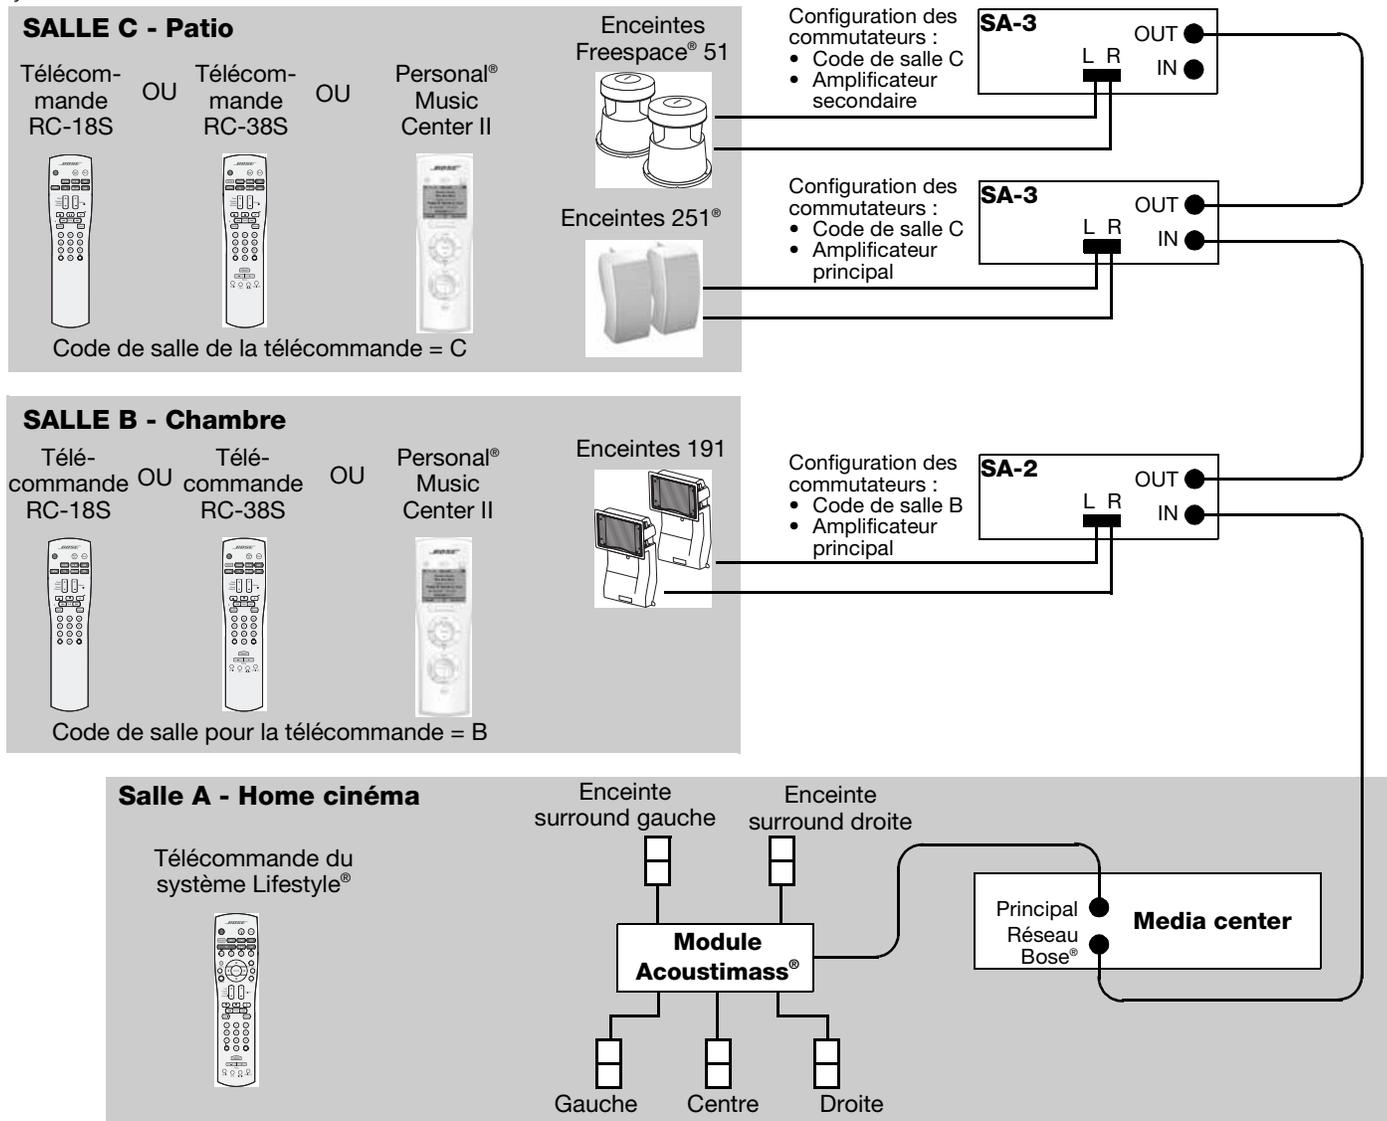 SALLE C - Patio
Télécom-
mande
RC-18S
OU
Télécom-
mande
RC-38S
OU
Personal®
Music
Center II
Enceintes
Freespace® 51
Enceintes 251®
Code de salle de la télécommande = C
Configuration des
commutateurs :
• Code de salle C
• Amplificateur
secondaire
SA-3
L R
OUT
IN
Configuration des
commutateurs :
• Code de salle C
• Amplificateur
principal
SA-3
L R
OUT
IN
SALLE B - Chambre
Télé-
commande
RC-18S
OU
Télé-
commande
RC-38S
OU
Personal®
Music
Center II
Enceintes 191
Code de salle pour la télécommande = B
Configuration des
commutateurs :
• Code de salle B
• Amplificateur
principal
SA-2
L R
OUT
IN
Salle A - Home cinéma
Télécommande du
système Lifestyle®
Enceinte
surround gauche
Enceinte
surround droite
Module
Acoustimass®
Gauche
Centre
Droite
Principal
Réseau
Bose®
Media center